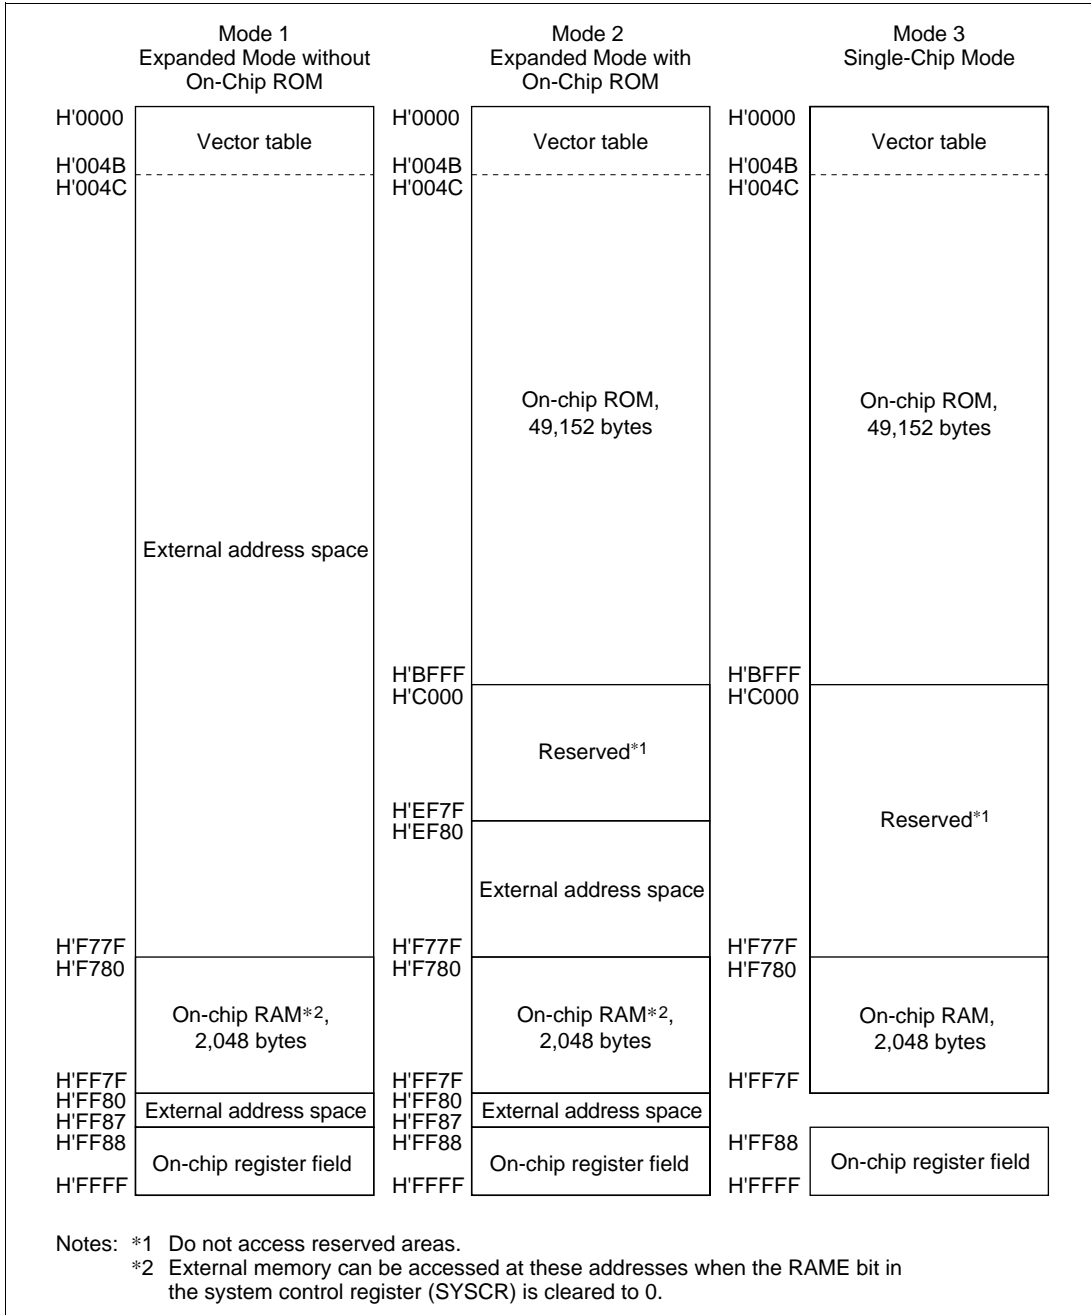 Mode 1
Expanded Mode without
On-Chip ROM
H'0000
Vector table
H'004B
H'004C
External address space
H'F77F
H'F780
On-chip RAM*2,
2,048 bytes
H'FF7F
H'FF80
External address space
H'FF87
H'FF88
On-chip register field
H'FFFF
Mode 2
Expanded Mode with
On-Chip ROM
H'0000
Vector table
H'004B
H'004C
On-chip ROM,
49,152 bytes
H'BFFF
H'C000
Reserved*1
H'EF7F
H'EF80
External address space
H'F77F
H'F780
On-chip RAM*2,
2,048 bytes
H'FF7F
H'FF80
External address space
H'FF87
H'FF88
On-chip register field
H'FFFF
Mode 3
Single-Chip Mode
H'0000
Vector table
H'004B
H'004C
On-chip ROM,
49,152 bytes
H'BFFF
H'C000
Reserved*1
H'F77F
H'F780
On-chip RAM,
2,048 bytes
H'FF7F
H'FF88
On-chip register field
H'FFFF
Notes: *1 Do not access reserved areas.
*2 External memory can be accessed at these addresses when the RAME bit in
the system control register (SYSCR) is cleared to 0.